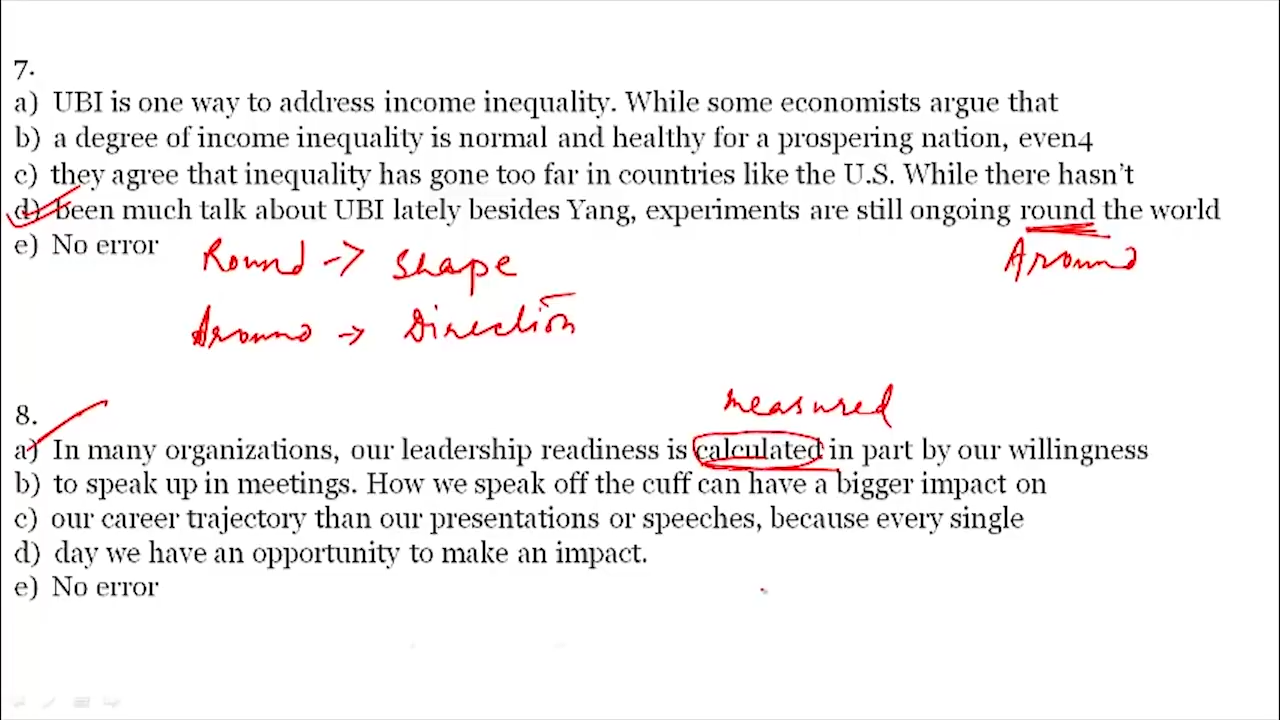 7.
a) UBI is one way to address income inequality. While some economists argue that
b) a degree of income inequality is normal and healthy for a prospering nation, even4
c) they agree that inequality has gone too far in countries like the U.S. While there hasn't
d) been much talk about UBI lately besides Yang, experiments are still ongoing round the world
e) No error
Around
Round -> Shape
Around -> Direction
8.
measured
a) In many organizations, our leadership readiness is calculated in part by our willingness
b) to speak up in meetings. How we speak off the cuff can have a bigger impact on
c) our career trajectory than our presentations or speeches, because every single
d) day we have an opportunity to make an impact.
e) No error